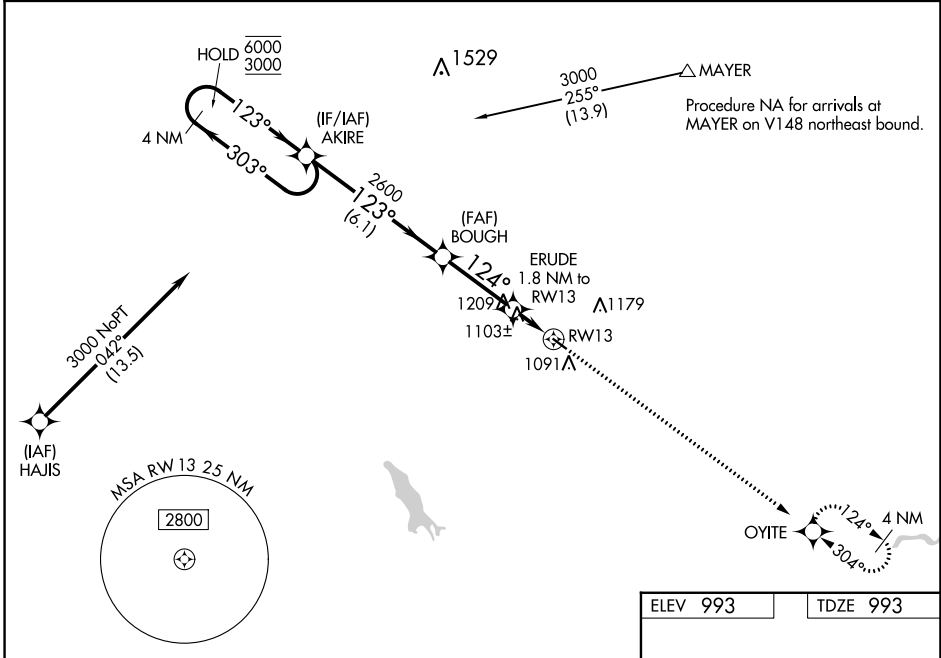 HOLD 6000
3000
1529
3000
255°
(13.9)
MAYER
Procedure NA for arrivals at
MAYER on V148 northeast bound.
123°
4 NM
303°
(IF/IAF)
AKIRE
2600
123°
(6.1)
(FAF)
BOUGH
124°
ERUDE
1.8 NM to
RW13
1209
1103±
1179
RW13
1091
3000 NoPT
042°
(13.5)
(IAF)
HAJIS
MSA RW 13 25 NM
2800
OYITE
124°
4 NM
304°
ELEV 993
TDZE 993